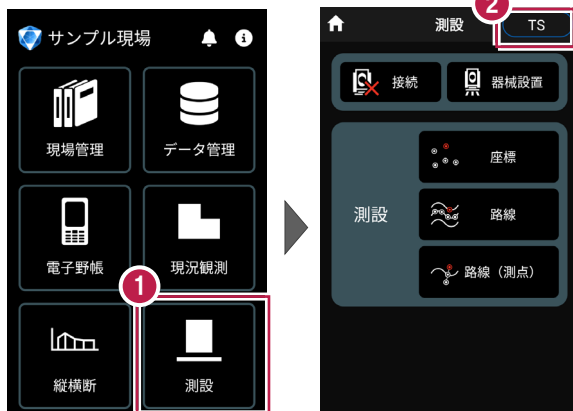 サンプル現場
現場管理
データ管理
電子野帳
現況観測
1
縦横断
測設
2
測設
TS
接続
器械設置
測設
座標
路線
路線（測点）